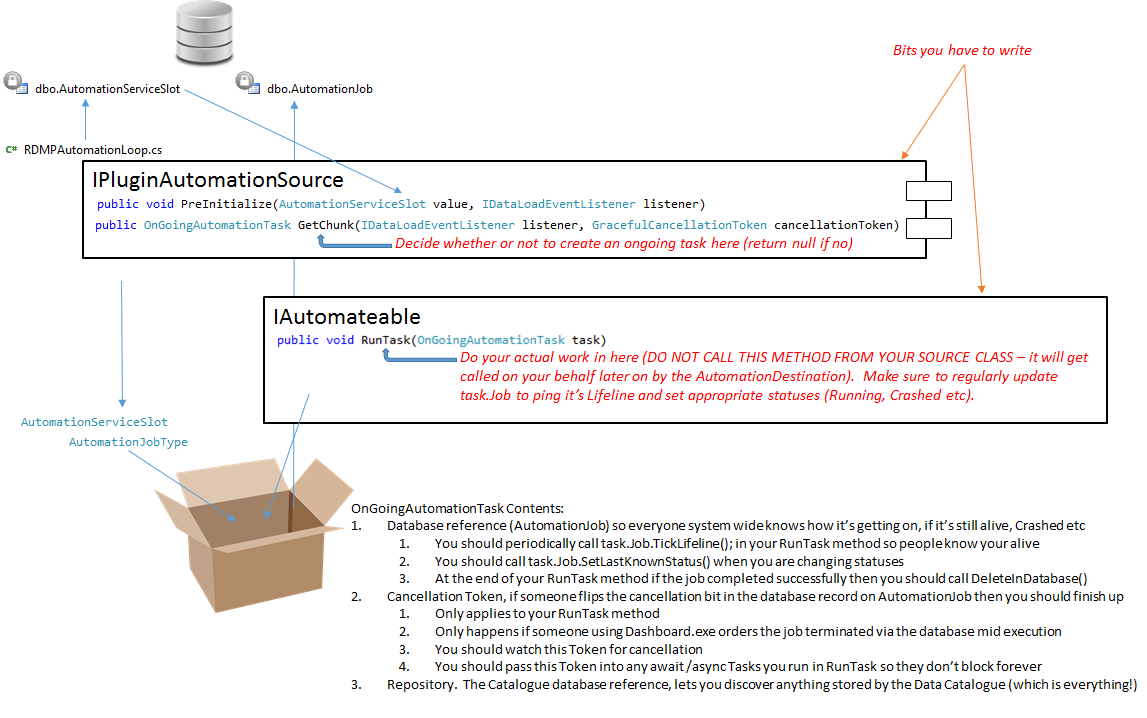 Bits you have to write
dbo.AutomationServiceSlot
dbo.AutomationJob
C# RDMPAutomationLoop.cs
IPluginAutomationSource
public void PreInitialize(AutomationServiceSlot value, IDataLoadEventListener listener)
public OnGoingAutomationTask GetChunk(IDataLoadEventListener listener, GracefulCancellationToken cancellationToken)
Decide whether or not to create an ongoing task here (return null if no)
IAutomateable
public void RunTask(OnGoingAutomationTask task)
Do your actual work in here (DO NOT CALL THIS METHOD FROM YOUR SOURCE CLASS – it will get
called on your behalf later on by the AutomationDestination).  Make sure to regularly update
task.Job to ping it's Lifeline and set appropriate statuses (Running, Crashed etc).
AutomationServiceSlot
AutomationJobType
OnGoingAutomationTask Contents:
1. Database reference (AutomationJob) so everyone system wide knows how it's getting on, if it's still alive, Crashed etc
1. You should periodically call task.Job.TickLifeline(); in your RunTask method so people know your alive
2. You should call task.Job.SetLastKnownStatus() when you are changing statuses
3. At the end of your RunTask method if the job completed successfully then you should call DeleteInDatabase()
2. Cancellation Token, if someone flips the cancellation bit in the database record on AutomationJob then you should finish up
1. Only applies to your RunTask method
2. Only happens if someone using Dashboard.exe orders the job terminated via the database mid execution
3. You should watch this Token for cancellation
4. You should pass this Token into any await /async Tasks you run in RunTask so they don't block forever
3. Repository.  The Catalogue database reference, lets you discover anything stored by the Data Catalogue (which is everything!)